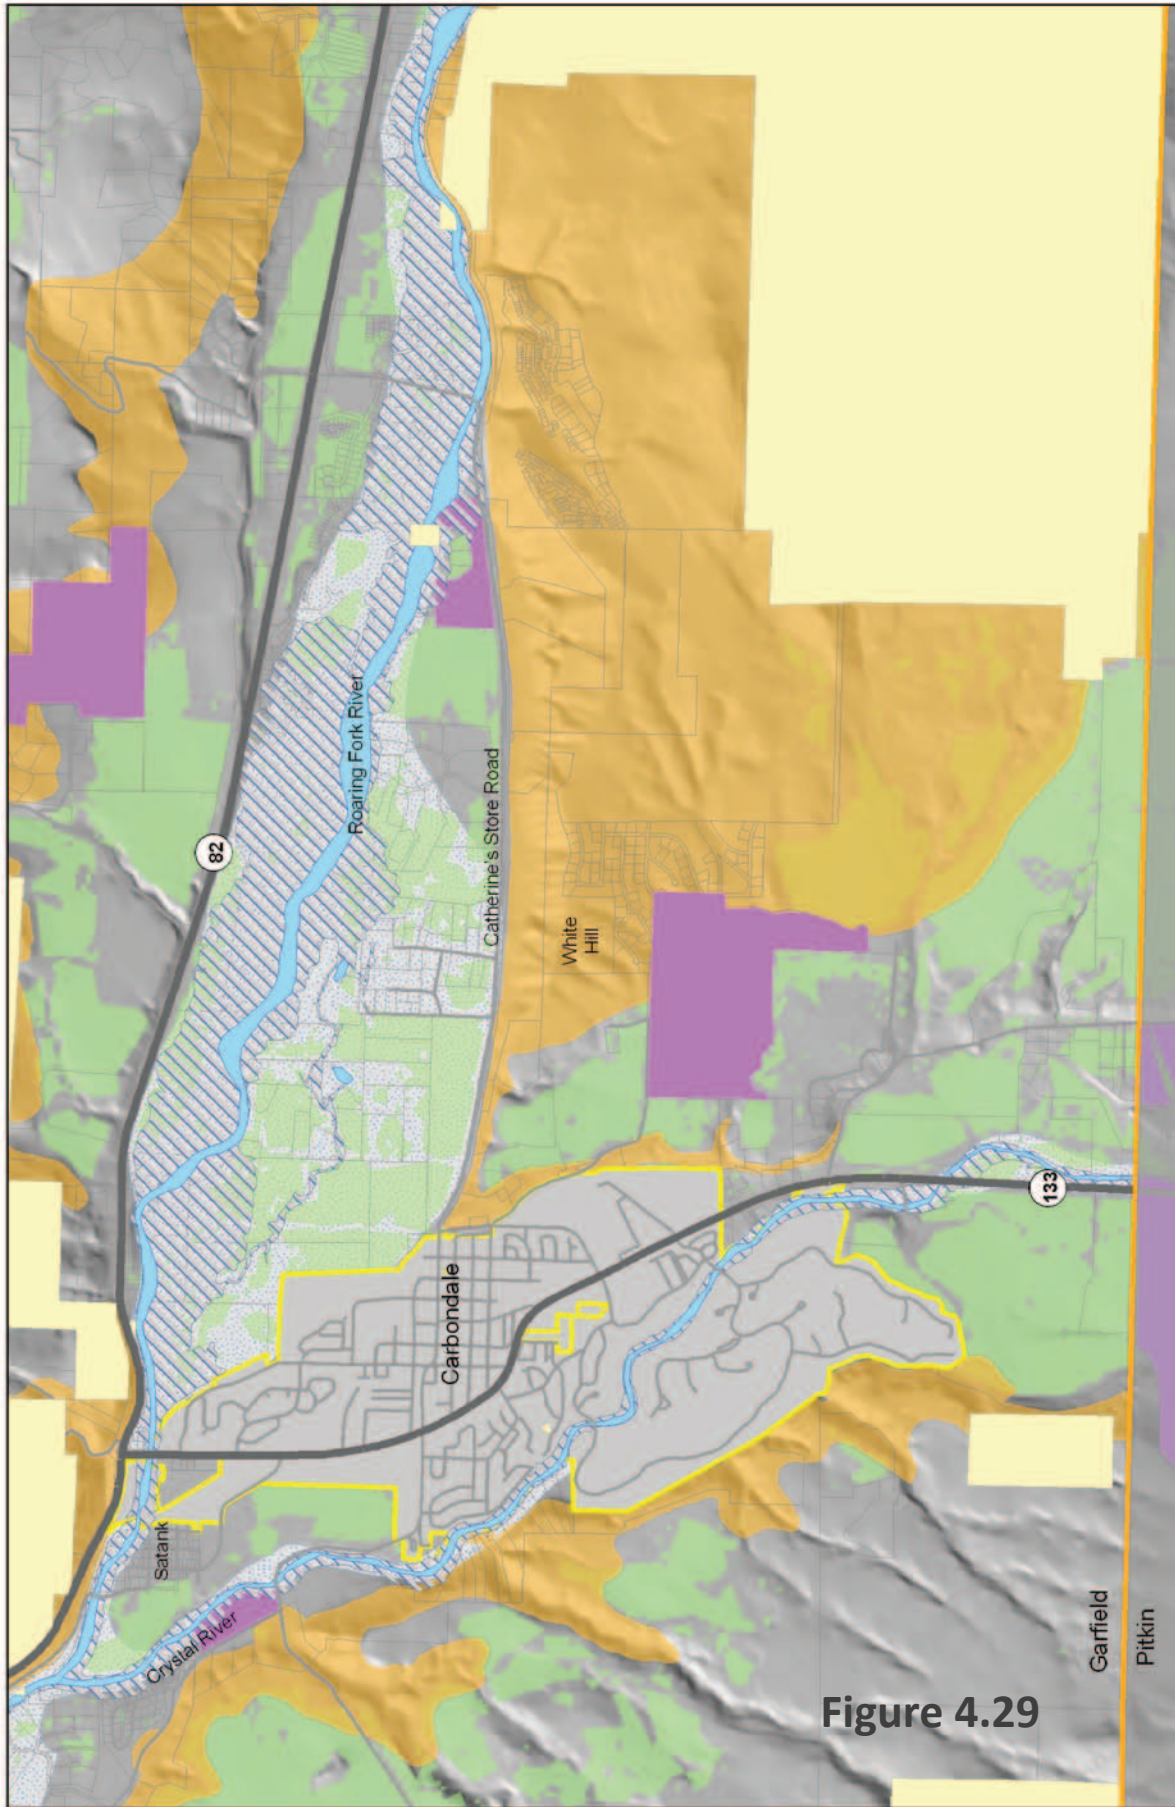 82
Roaring Fork River
Catherine's Store Road
White
Hill
Carbondale
133
Satank
Crystal River
Garfield
Pitkin
Figure 4.29